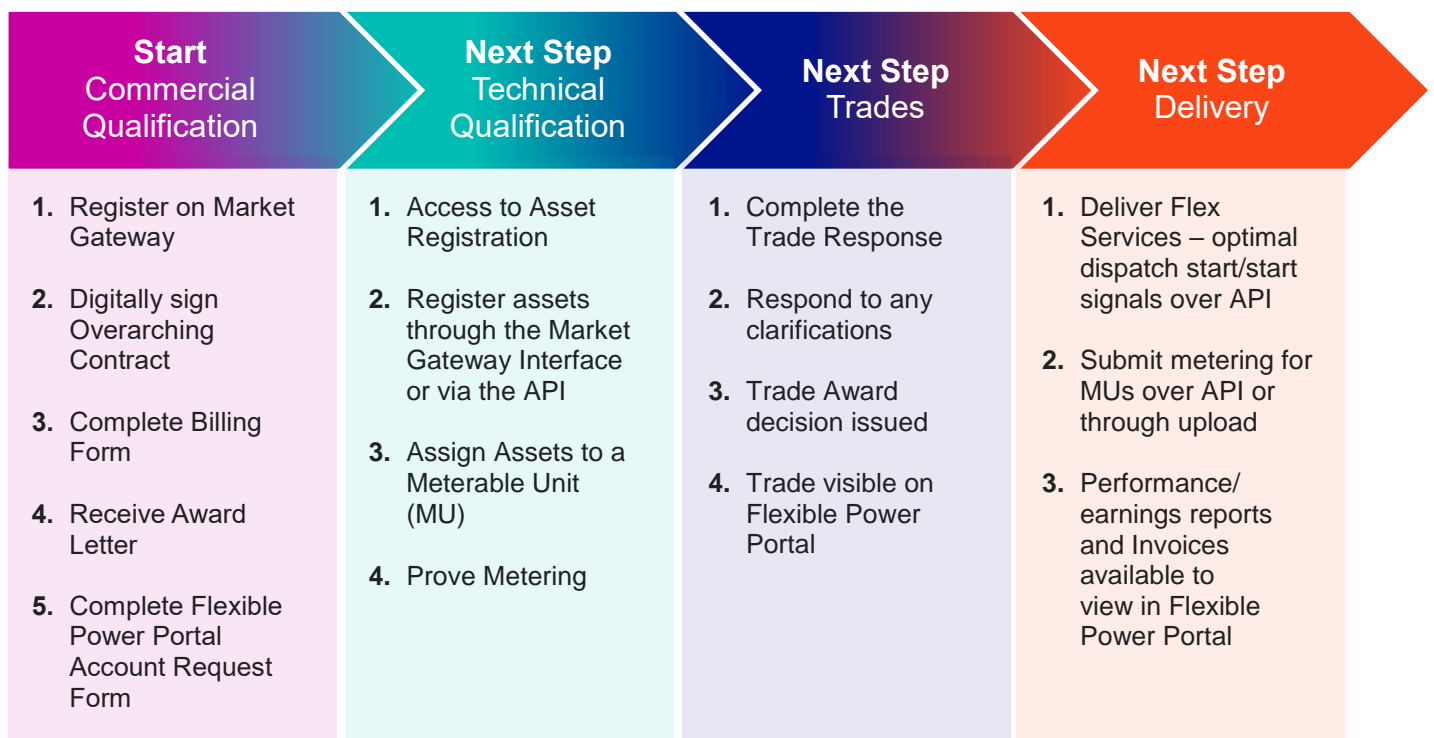 Start
Commercial
Qualification
Next Step
Technical
Qualification
Next Step
Trades
Next Step
Delivery
1. Register on Market
Gateway
2. Digitally sign
Overarching
Contract
3. Complete Billing
Form
4. Receive Award
Letter
5. Complete Flexible
Power Portal
Account Request
Form
1. Access to Asset
Registration
2. Register assets
through the Market
Gateway Interface
or via the API
3. Assign Assets to a
Meterable Unit
(MU)
4. Prove Metering
1. Complete the
Trade Response
2. Respond to any
clarifications
3. Trade Award
decision issued
4. Trade visible on
Flexible Power
Portal
1. Deliver Flex
Services – optimal
dispatch start/start
signals over API
2. Submit metering for
MUs over API or
through upload
3. Performance/
earnings reports
and Invoices
available to
view in Flexible
Power Portal